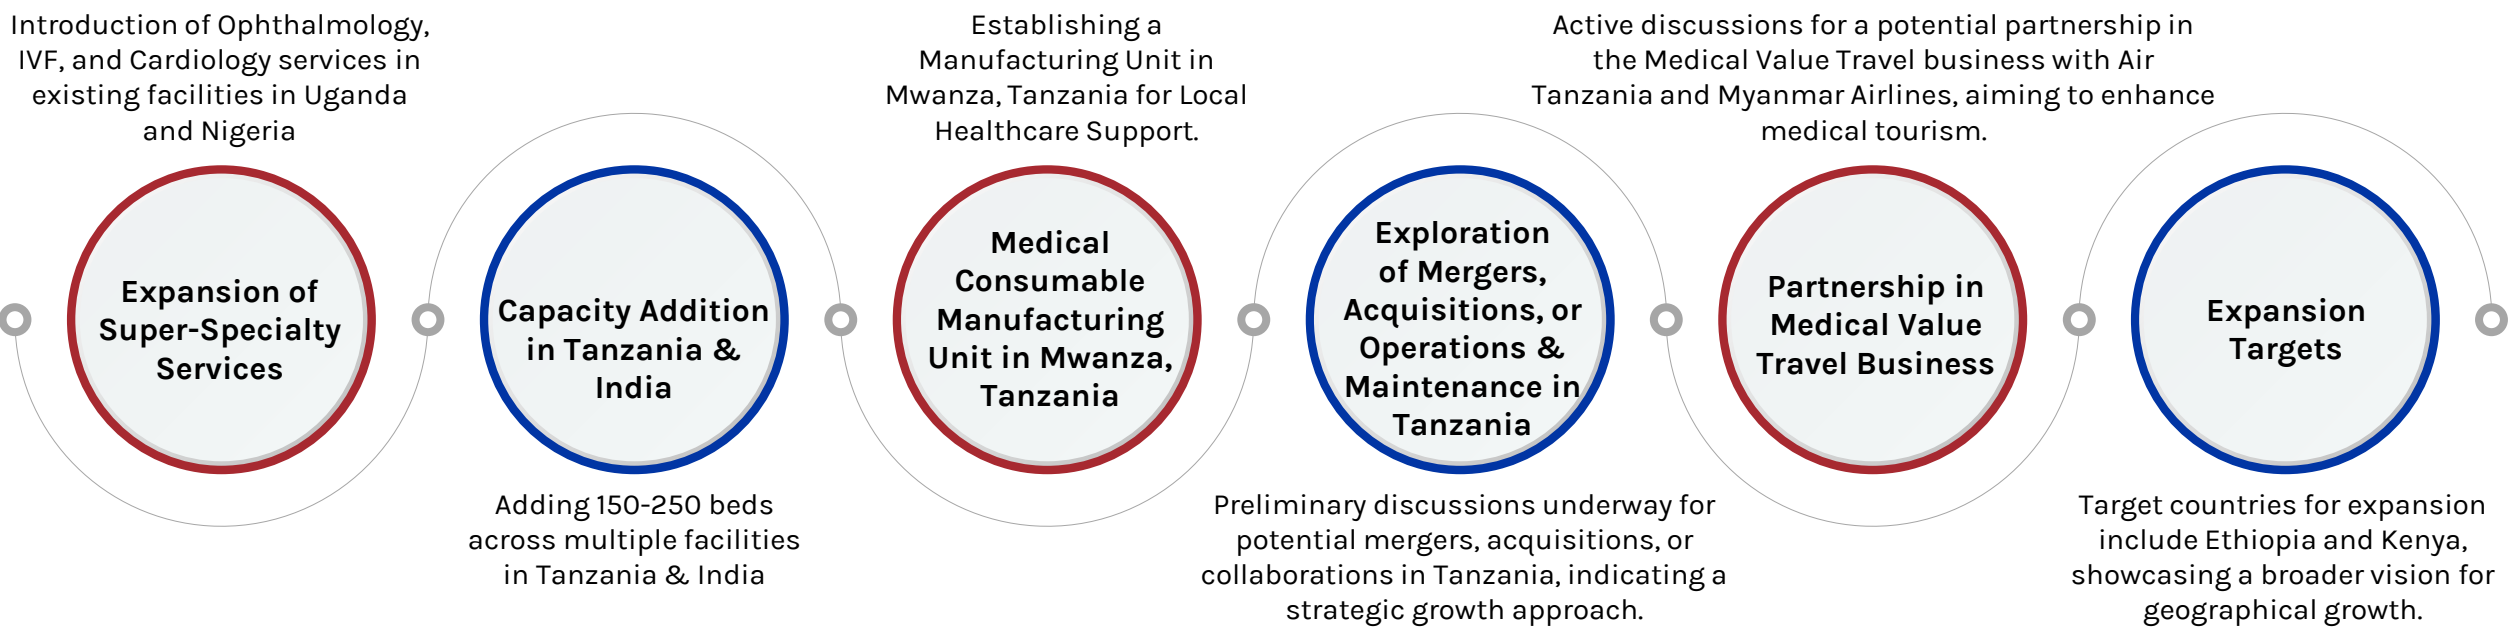 Introduction of Ophthalmology,
IVF, and Cardiology services in
existing facilities in Uganda
and Nigeria
Expansion of
Super-Specialty
Services
Capacity Addition
in Tanzania &
India
Adding 150-250 beds
across multiple facilities
in Tanzania & India
Establishing a
Manufacturing Unit in
Mwanza, Tanzania for Local
Healthcare Support.
Medical
Consumable
Manufacturing
Unit in Mwanza,
Tanzania
Exploration
of Mergers,
Acquisitions, or
Operations &
Maintenance in
Tanzania
Preliminary discussions underway for
potential mergers, acquisitions, or
collaborations in Tanzania, indicating a
strategic growth approach.
Active discussions for a potential partnership in
the Medical Value Travel business with Air
Tanzania and Myanmar Airlines, aiming to enhance
medical tourism.
Partnership in
Medical Value
Travel Business
Expansion
Targets
Target countries for expansion
include Ethiopia and Kenya,
showcasing a broader vision for
geographical growth.